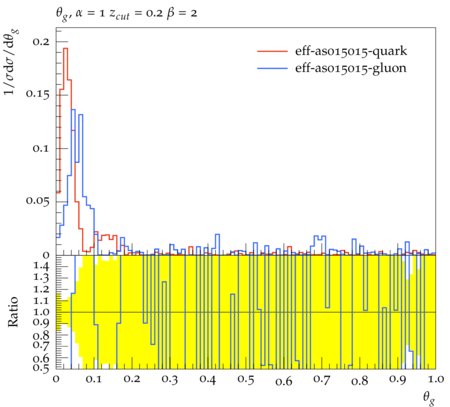 θg, α = 1 zcut = 0.2 β = 2
1/σdσ/dθg
eff-as015015-quark
eff-as015015-gluon
0.2
0.15
0.1
0.05
0
Ratio
1.4
1.3
1.2
1.1
1.0
0.9
0.8
0.7
0.6
0.5
0 0.1 0.2 0.3 0.4 0.5 0.6 0.7 0.8 0.9 1.0
θg